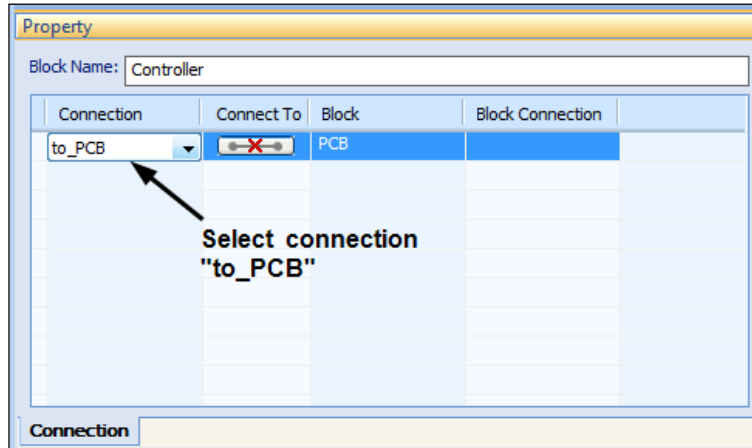 Property
Block Name: Controller
Connection Connect To Block Block Connection
to_PCB PCB
Select connection
"to_PCB"
Connection